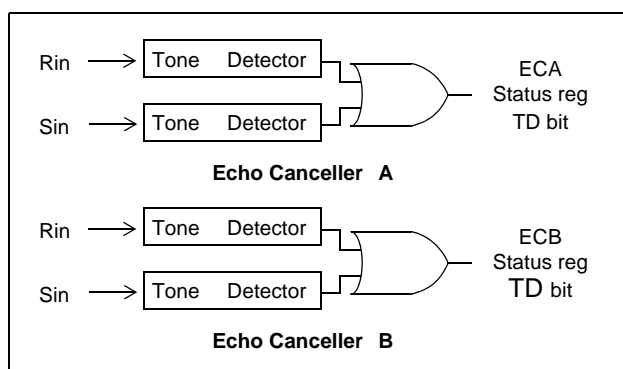 Rin
Tone Detector
Sin
Tone Detector
ECA
Status reg
TD bit
Echo Canceller A
Rin
Tone Detector
Sin
Tone Detector
ECB
Status reg
TD bit
Echo Canceller B